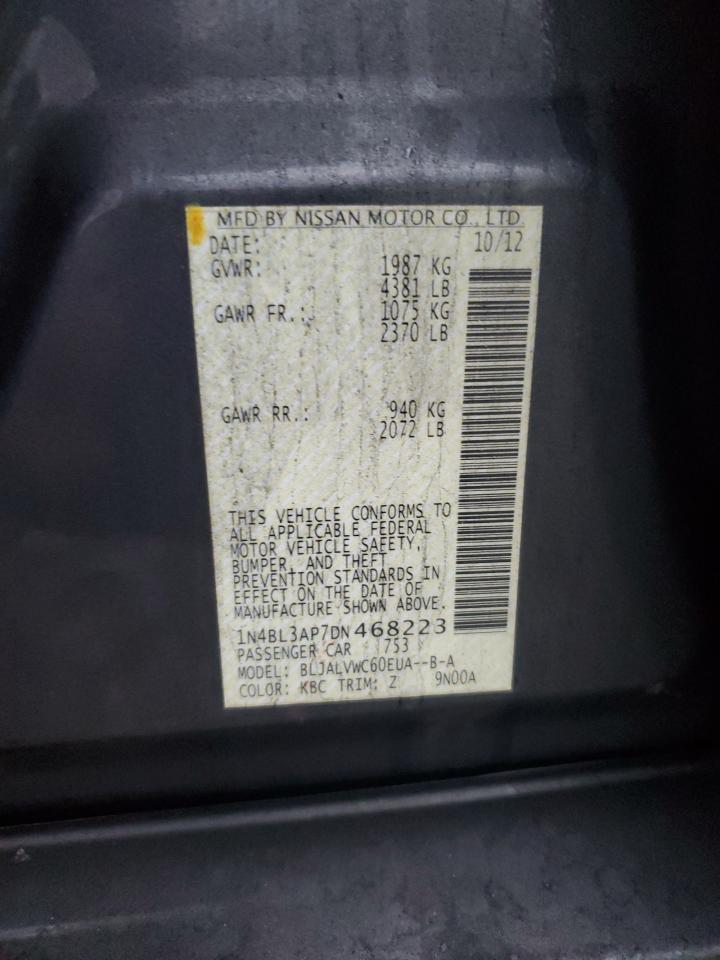 MFD BY NISSAN MOTOR CO., LTD.
DATE: 10/12
GVWR: 1987 KG
4381 LB
GAWR FR.: 1075 KG
2370 LB
GAWR RR.: 940 KG
2072 LB
THIS VEHICLE CONFORMS TO
ALL APPLICABLE FEDERAL
MOTOR VEHICLE SAFETY,
BUMPER, AND THEFT
PREVENTION STANDARDS IN
EFFECT ON THE DATE OF
MANUFACTURE SHOWN ABOVE.
1N4BL3AP7DN468223
PASSENGER CAR 753
MODEL: BLJALVWC60EUA--B-A
COLOR: KBC TRIM: Z 9N00A